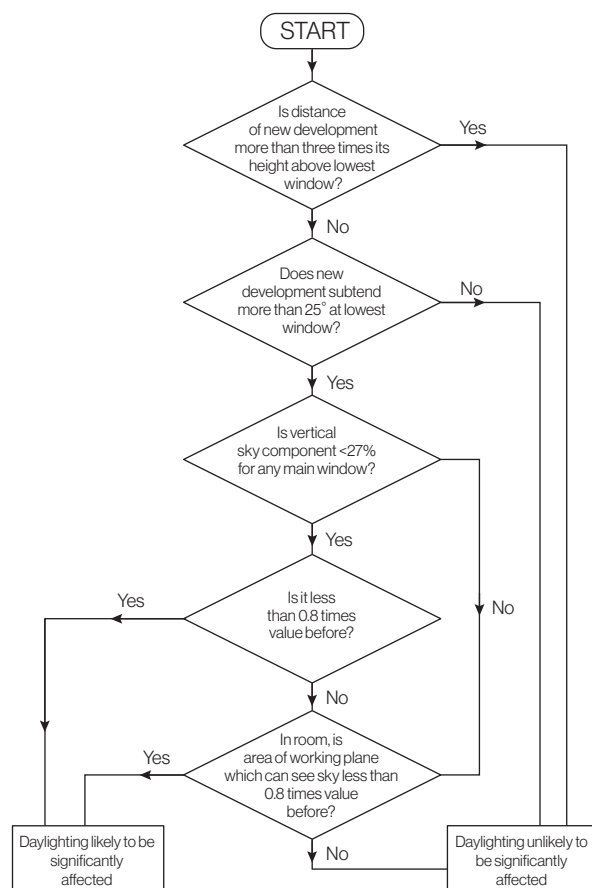 START
Is distance
of new development
more than three times its
height above lowest
window?
Yes
No
Does new
development subtend
more than 25° at lowest
window?
No
Yes
Is vertical
sky component <27%
for any main window?
Yes
No
Is it less
than 0.8 times
value before?
Yes
No
In room, is
area of working plane
which can see sky less than
0.8 times value
before?
Yes
No
Daylighting likely to be
significantly
affected
Daylighting unlikely to
be significantly
affected